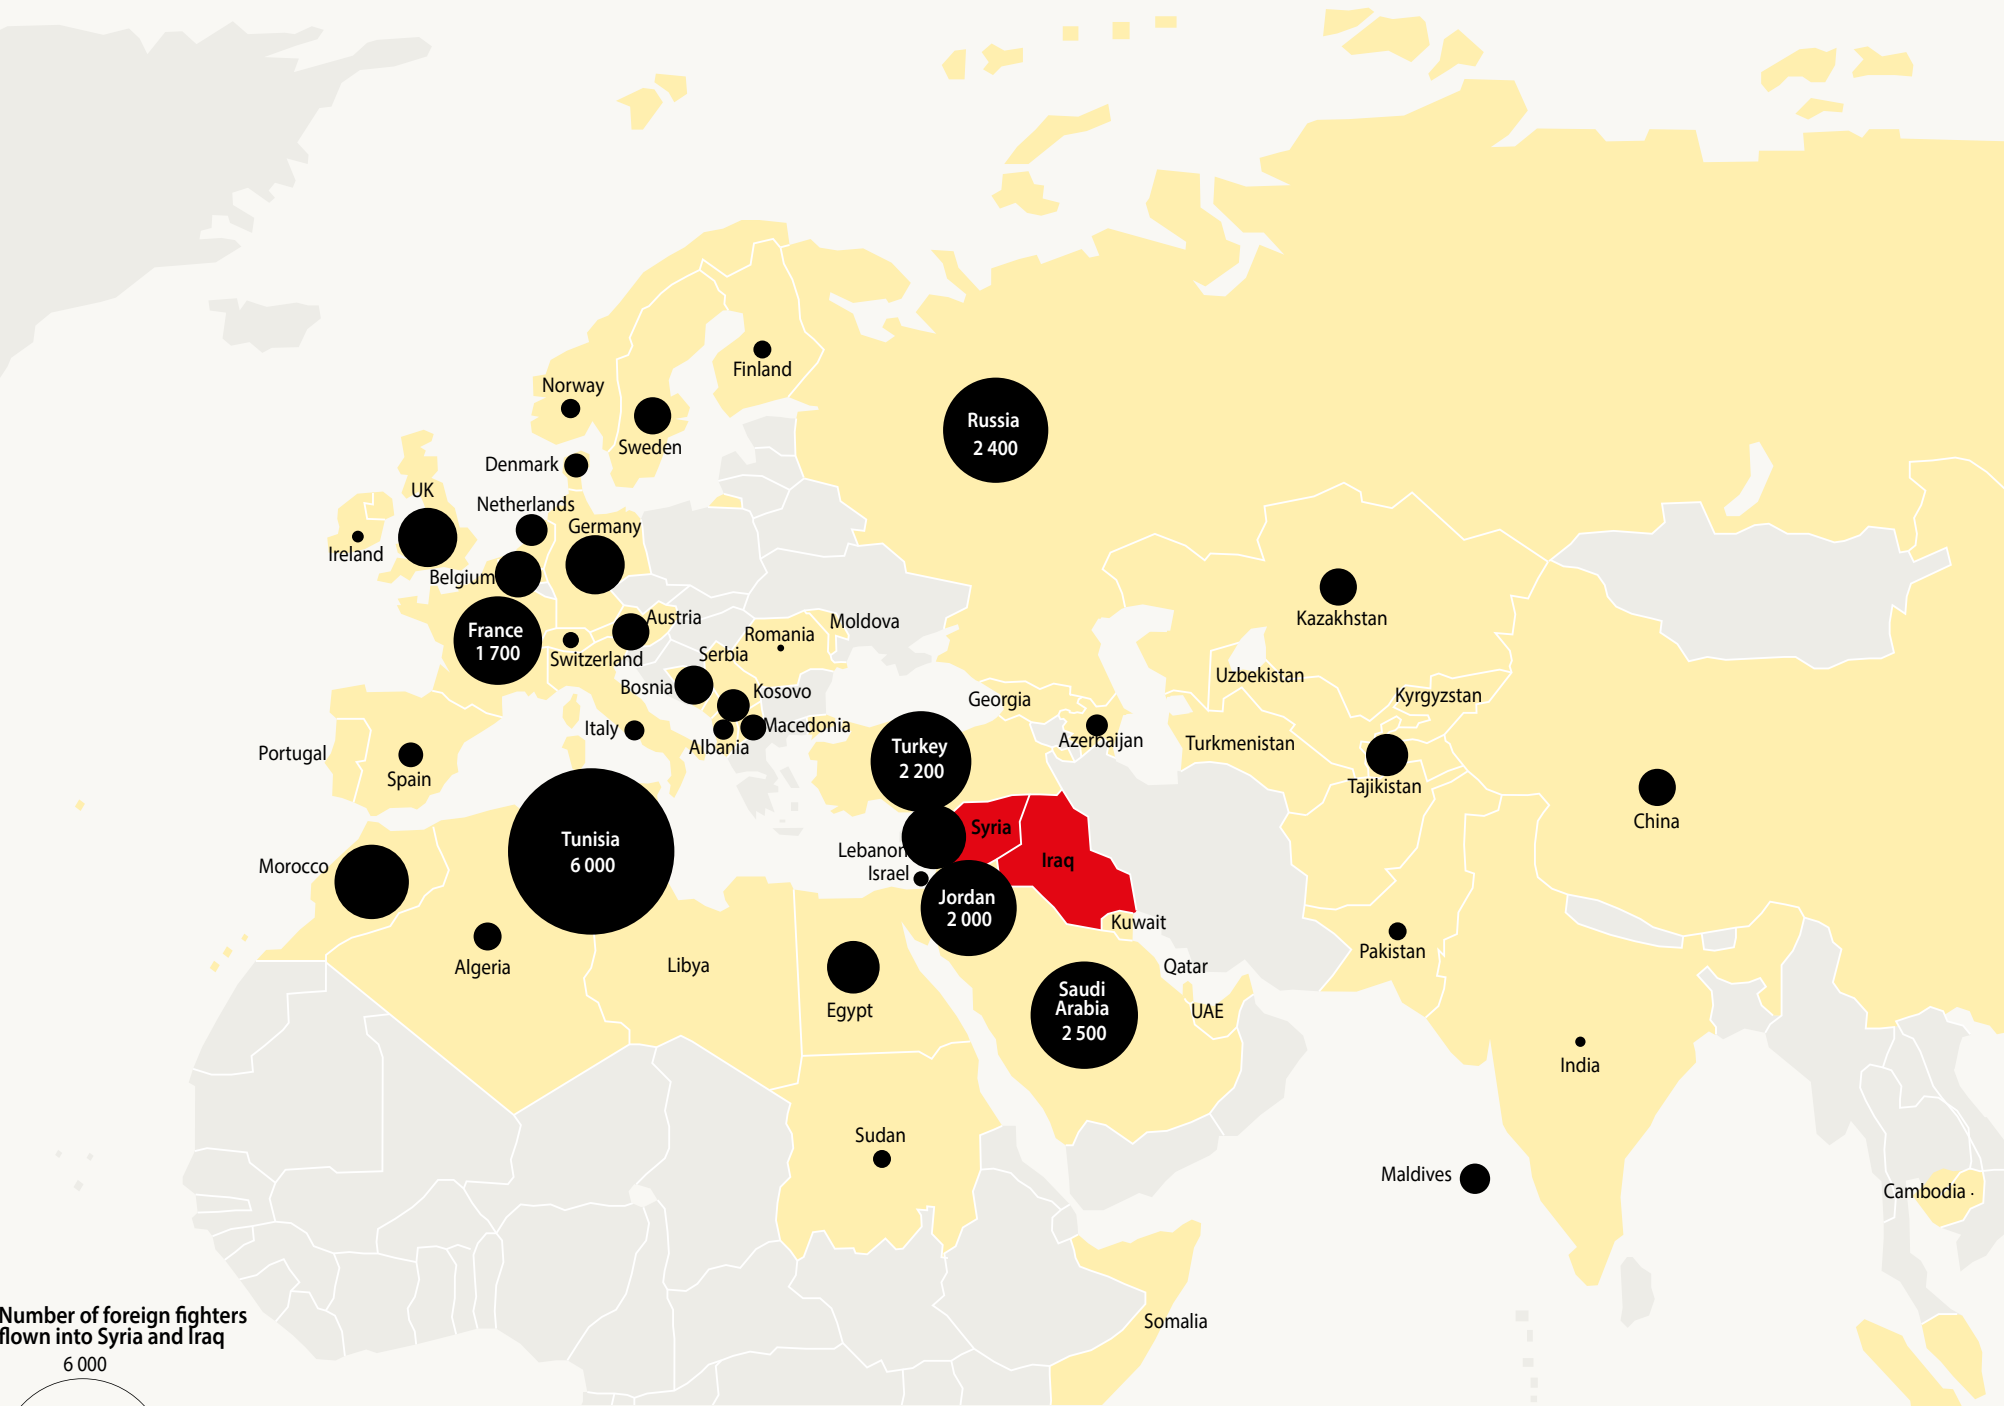 Finland
Norway
Sweden
Russia
2 400
Denmark
UK
Netherlands
Germany
Ireland
Belgium
France
1 700
Austria
Switzerland
Romania
Moldova
Serbia
Bosnia
Kosovo
Italy
Macedonia
Albania
Portugal
Spain
Kazakhstan
Uzbekistan
Kyrgyzstan
Georgia
Azerbaijan
Turkmenistan
Tajikistan
China
Turkey
2 200
Syria
Iraq
Lebanon
Israel
Jordan
2 000
Tunisia
6 000
Morocco
Algeria
Libya
Egypt
Kuwait
Qatar
Saudi
Arabia
2 500
UAE
Pakistan
India
Sudan
Maldives
Cambodia
Somalia
Number of foreign fighters
flown into Syria and Iraq
6 000